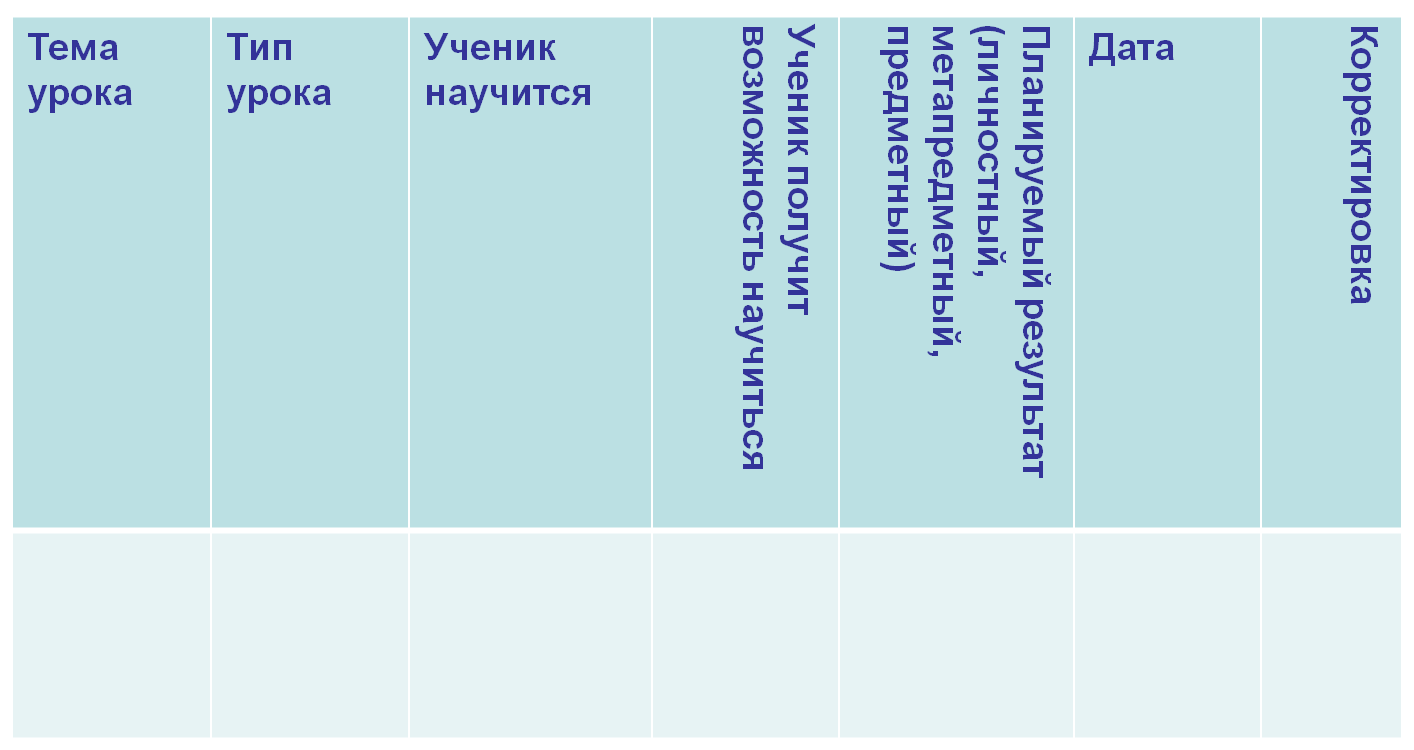 Тема
урока
Тип
урока
Ученик
научится
Ученик получит
возможность научиться
Планируемый результат
(личностный,
метапредметный,
предметный)
Дата
Корректировка